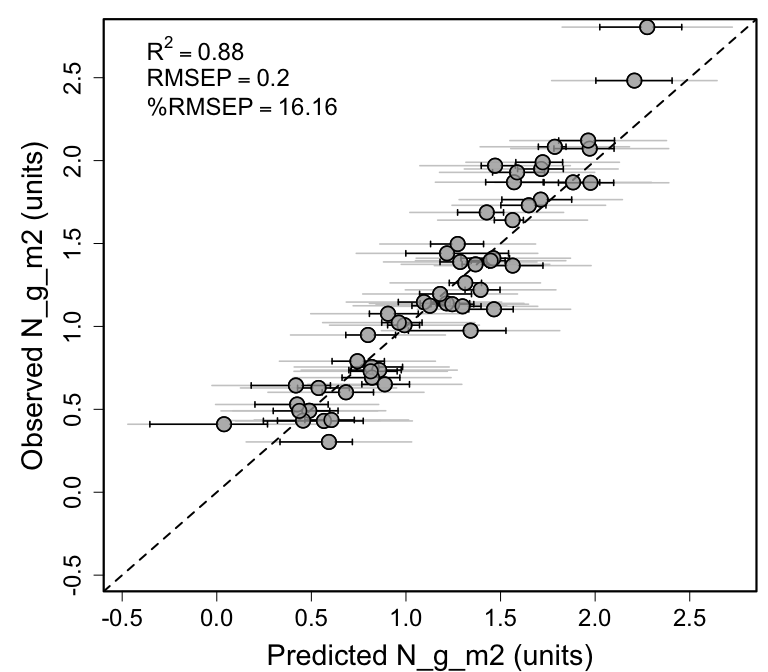 R2 = 0.88
RMSEP = 0.2
%RMSEP = 16.16
Observed N_g_m2 (units)
2.5
2.0
1.5
1.0
0.5
0.0
-0.5
-0.5 0.0 0.5 1.0 1.5 2.0 2.5
Predicted N_g_m2 (units)